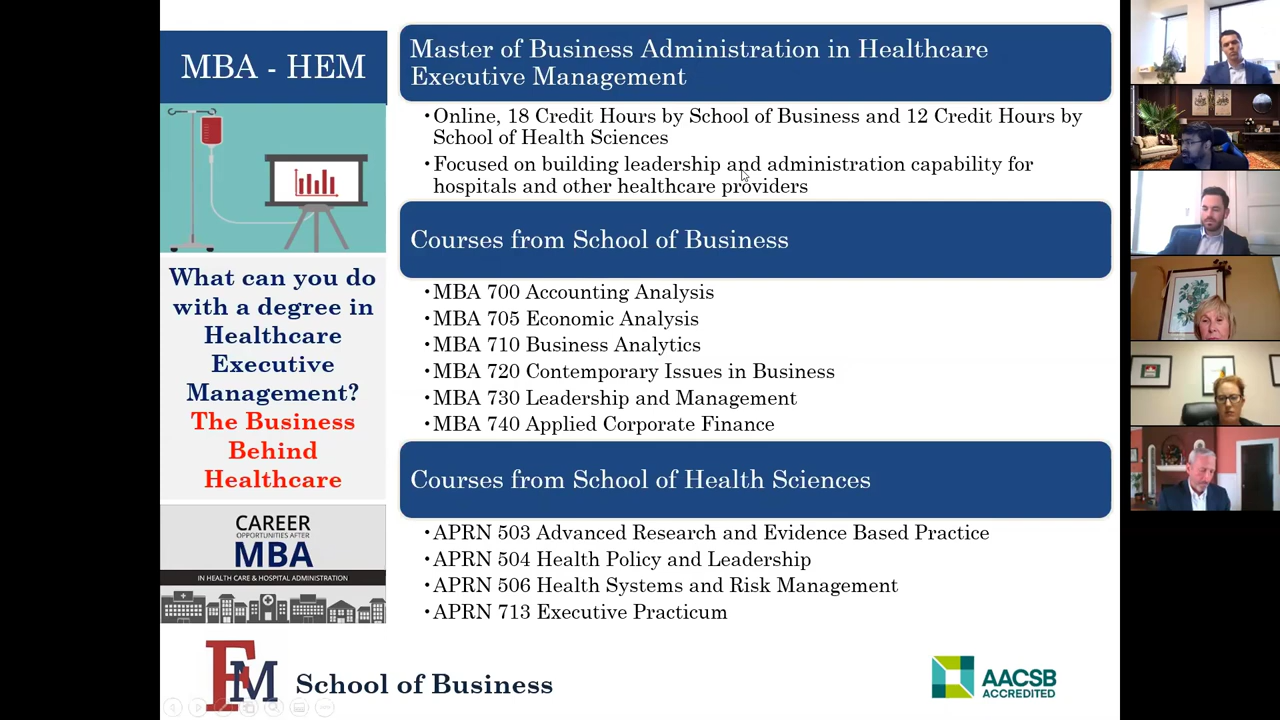 MBA - HEM
What can you do
with a degree in
Healthcare
Executive
Management?
The Business
Behind
Healthcare
CAREER
OPPORTUNITIES AFTER
MBA
IN HEALTH CARE & HOSPITAL ADMINISTRATION
Master of Business Administration in Healthcare
Executive Management
•Online, 18 Credit Hours by School of Business and 12 Credit Hours by
School of Health Sciences
•Focused on building leadership and administration capability for
hospitals and other healthcare providers
Courses from School of Business
•MBA 700 Accounting Analysis
•MBA 705 Economic Analysis
•MBA 710 Business Analytics
•MBA 720 Contemporary Issues in Business
•MBA 730 Leadership and Management
•MBA 740 Applied Corporate Finance
Courses from School of Health Sciences
•APRN 503 Advanced Research and Evidence Based Practice
•APRN 504 Health Policy and Leadership
•APRN 506 Health Systems and Risk Management
•APRN 713 Executive Practicum
FM
School of Business
AACSB
ACCREDITED